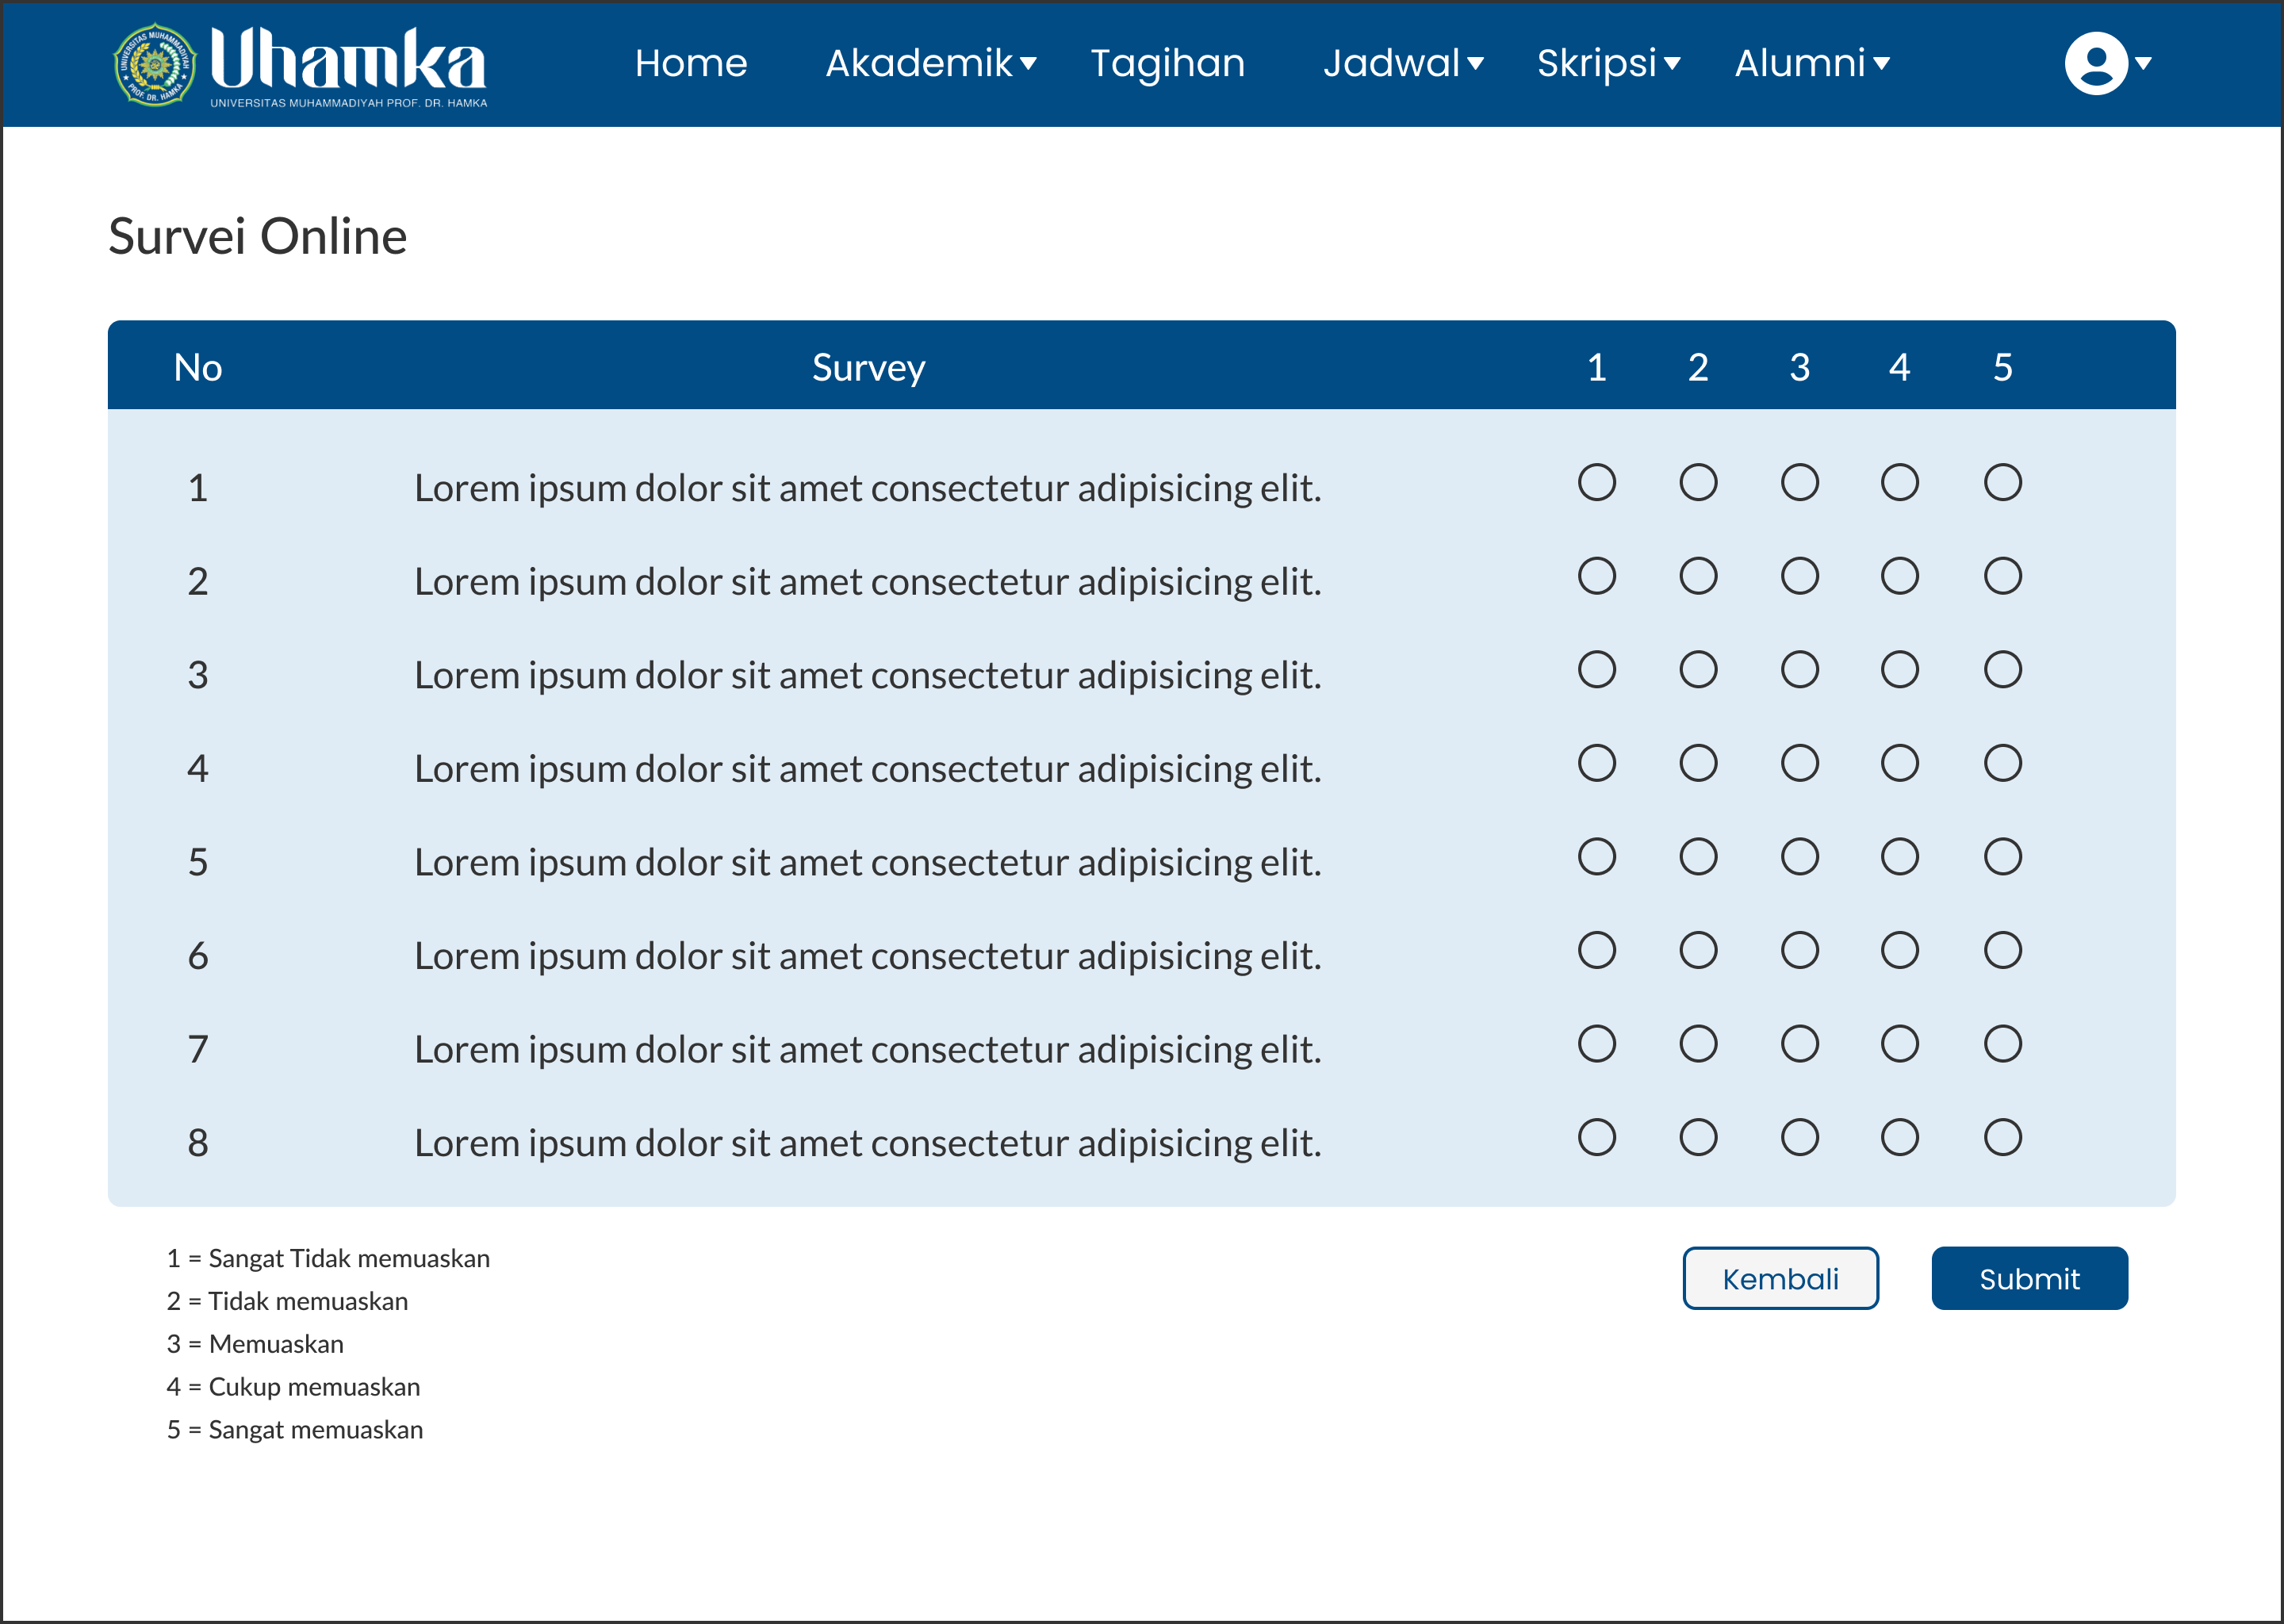 UNIVERSITAS MUHAMMADIYAH
PROF. DR. HAMKA
Uhamka
UNIVERSITAS MUHAMMADIYAH PROF. DR. HAMKA
Home Akademik Tagihan Jadwal Skripsi Alumni
Survei Online
No Survey 1 2 3 4 5
1 Lorem ipsum dolor sit amet consectetur adipisicing elit.
2 Lorem ipsum dolor sit amet consectetur adipisicing elit.
3 Lorem ipsum dolor sit amet consectetur adipisicing elit.
4 Lorem ipsum dolor sit amet consectetur adipisicing elit.
5 Lorem ipsum dolor sit amet consectetur adipisicing elit.
6 Lorem ipsum dolor sit amet consectetur adipisicing elit.
7 Lorem ipsum dolor sit amet consectetur adipisicing elit.
8 Lorem ipsum dolor sit amet consectetur adipisicing elit.
1 = Sangat Tidak memuaskan
2 = Tidak memuaskan
3 = Memuaskan
4 = Cukup memuaskan
5 = Sangat memuaskan
Kembali Submit